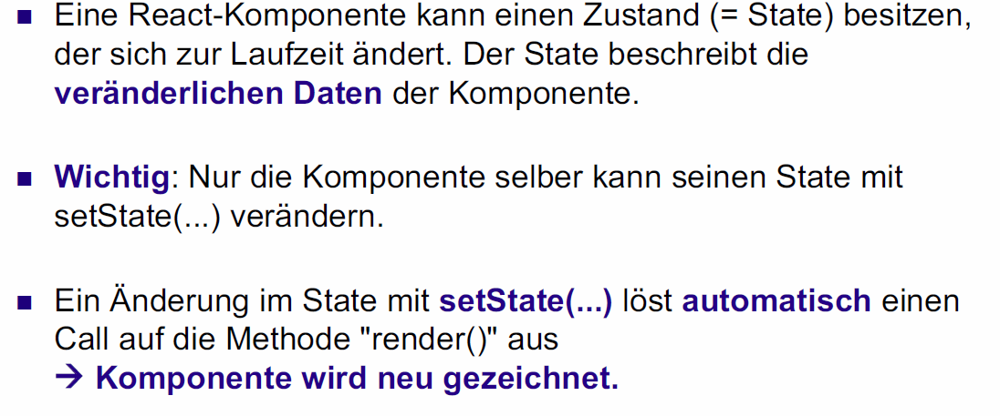 ▪ Eine React-Komponente kann einen Zustand (= State) besitzen,
der sich zur Laufzeit ändert. Der State beschreibt die
veränderlichen Daten der Komponente.
▪ Wichtig: Nur die Komponente selber kann seinen State mit
setState(...) verändern.
▪ Ein Änderung im State mit setState(...) löst automatisch einen
Call auf die Methode "render()" aus
→ Komponente wird neu gezeichnet.